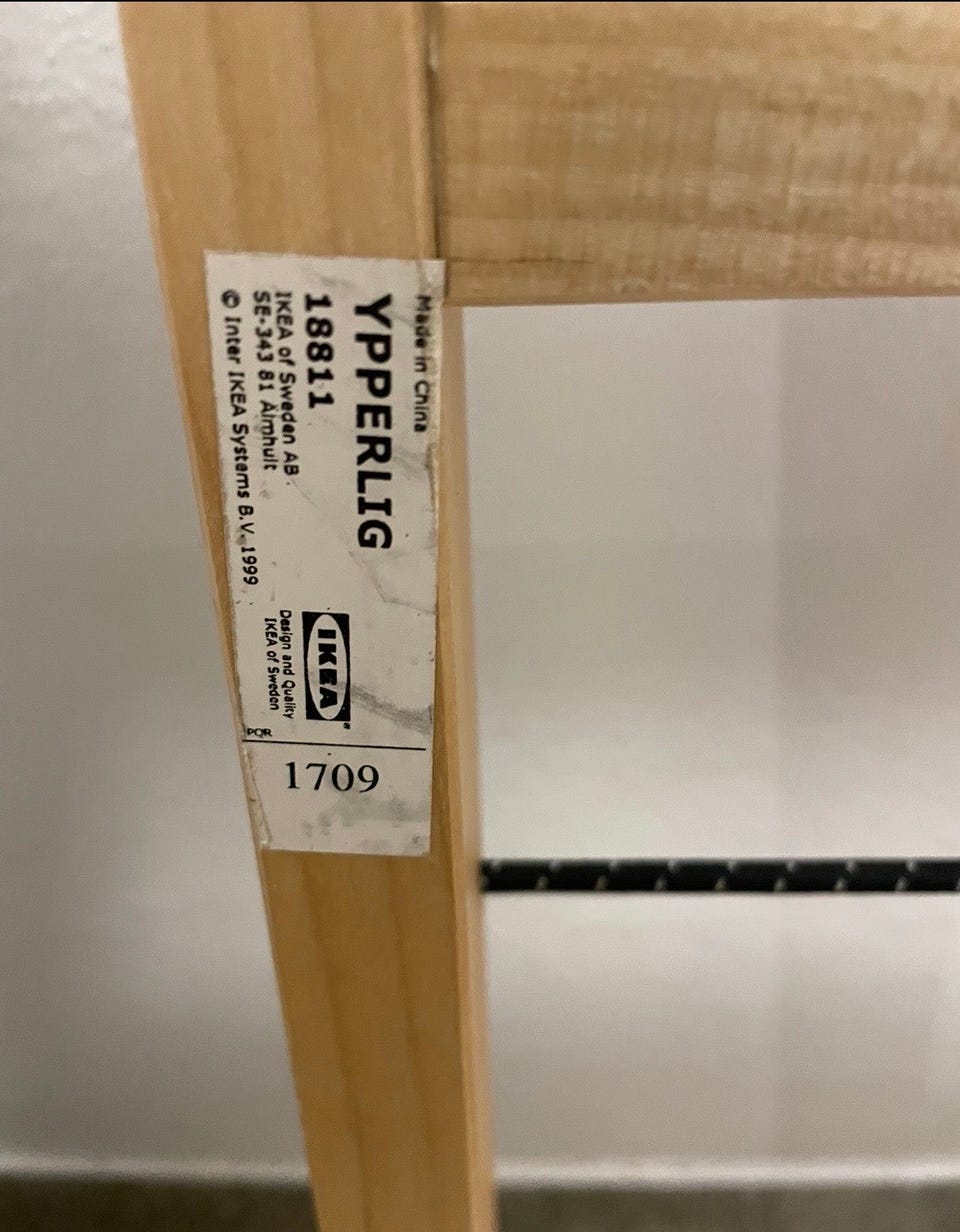 Made in China
YPPERLIG
18811
IKEA of Sweden AB
SE-343 81 Älmhult
© Inter IKEA Systems B.V. 1999
IKEA
Design and Quality
IKEA of Sweden
PQR
1709